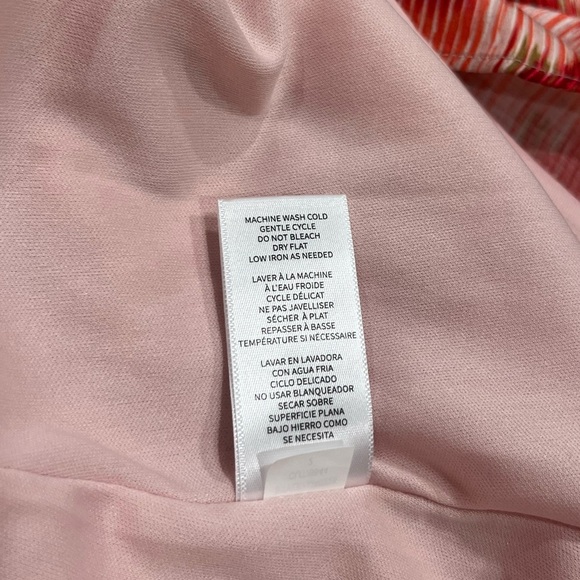 MACHINE WASH COLD
GENTLE CYCLE
DO NOT BLEACH
DRY FLAT
LOW IRON AS NEEDED
LAVER À LA MACHINE
À L'EAU FROIDE
CYCLE DÉLICAT
NE PAS JAVELLISER
SÉCHER À PLAT
REPASSER À BASSE
TEMPÉRATURE SI NÉCESSAIRE
LAVAR EN LAVADORA
CON AGUA FRIA
CICLO DELICADO
NO USAR BLANQUEADOR
SECAR SOBRE
SUPERFICIE PLANA
BAJO HIERRO COMO
SE NECESITA